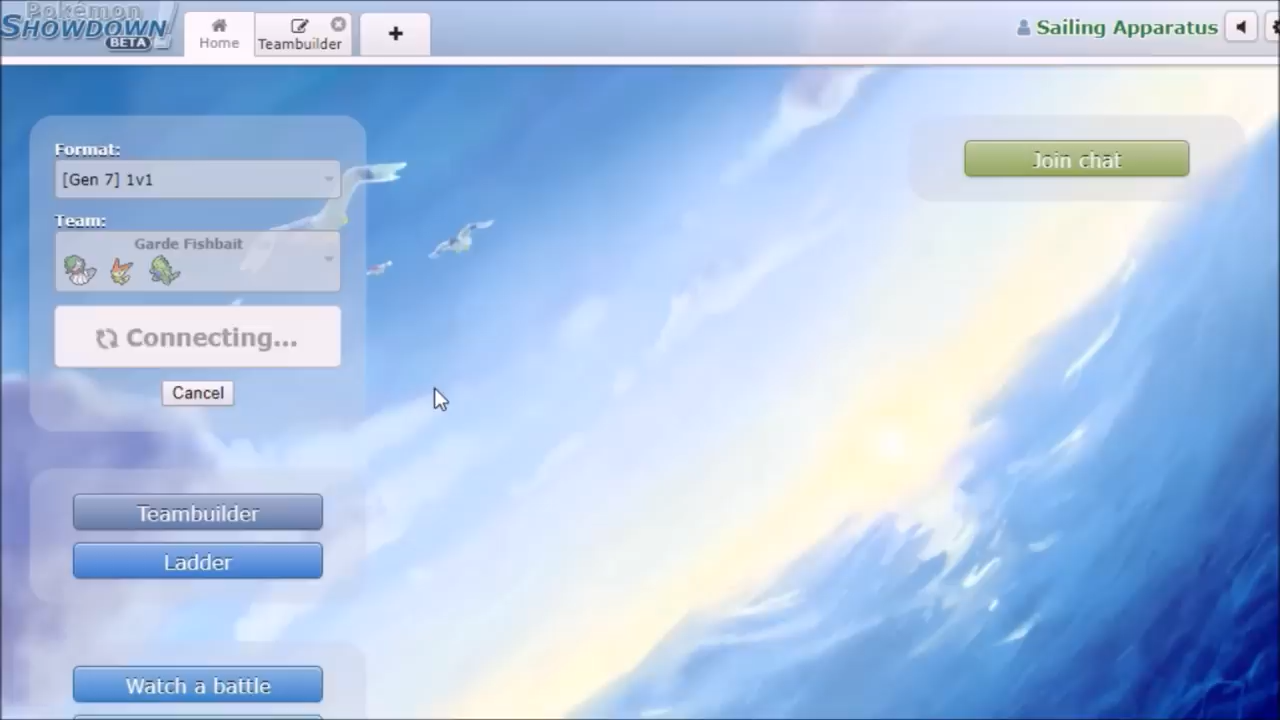 Pokémon
SHOWDOWN
BETA
Home
Teambuilder
+
Sailing Apparatus
Format:
[Gen 7] 1v1
Team:
Garde Fishbait
Connecting...
Cancel
Join chat
Teambuilder
Ladder
Watch a battle